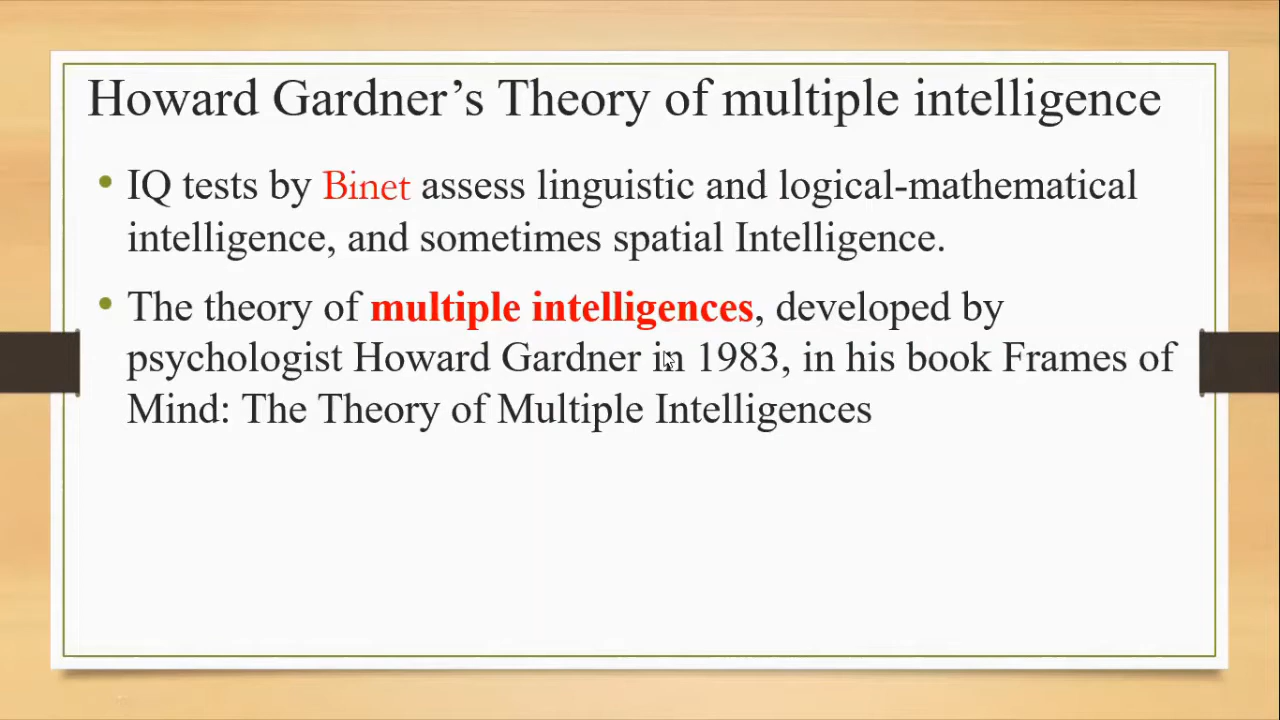 Howard Gardner’s Theory of multiple intelligence
• IQ tests by Binet assess linguistic and logical-mathematical
intelligence, and sometimes spatial Intelligence.
• The theory of multiple intelligences, developed by
psychologist Howard Gardner in 1983, in his book Frames of
Mind: The Theory of Multiple Intelligences